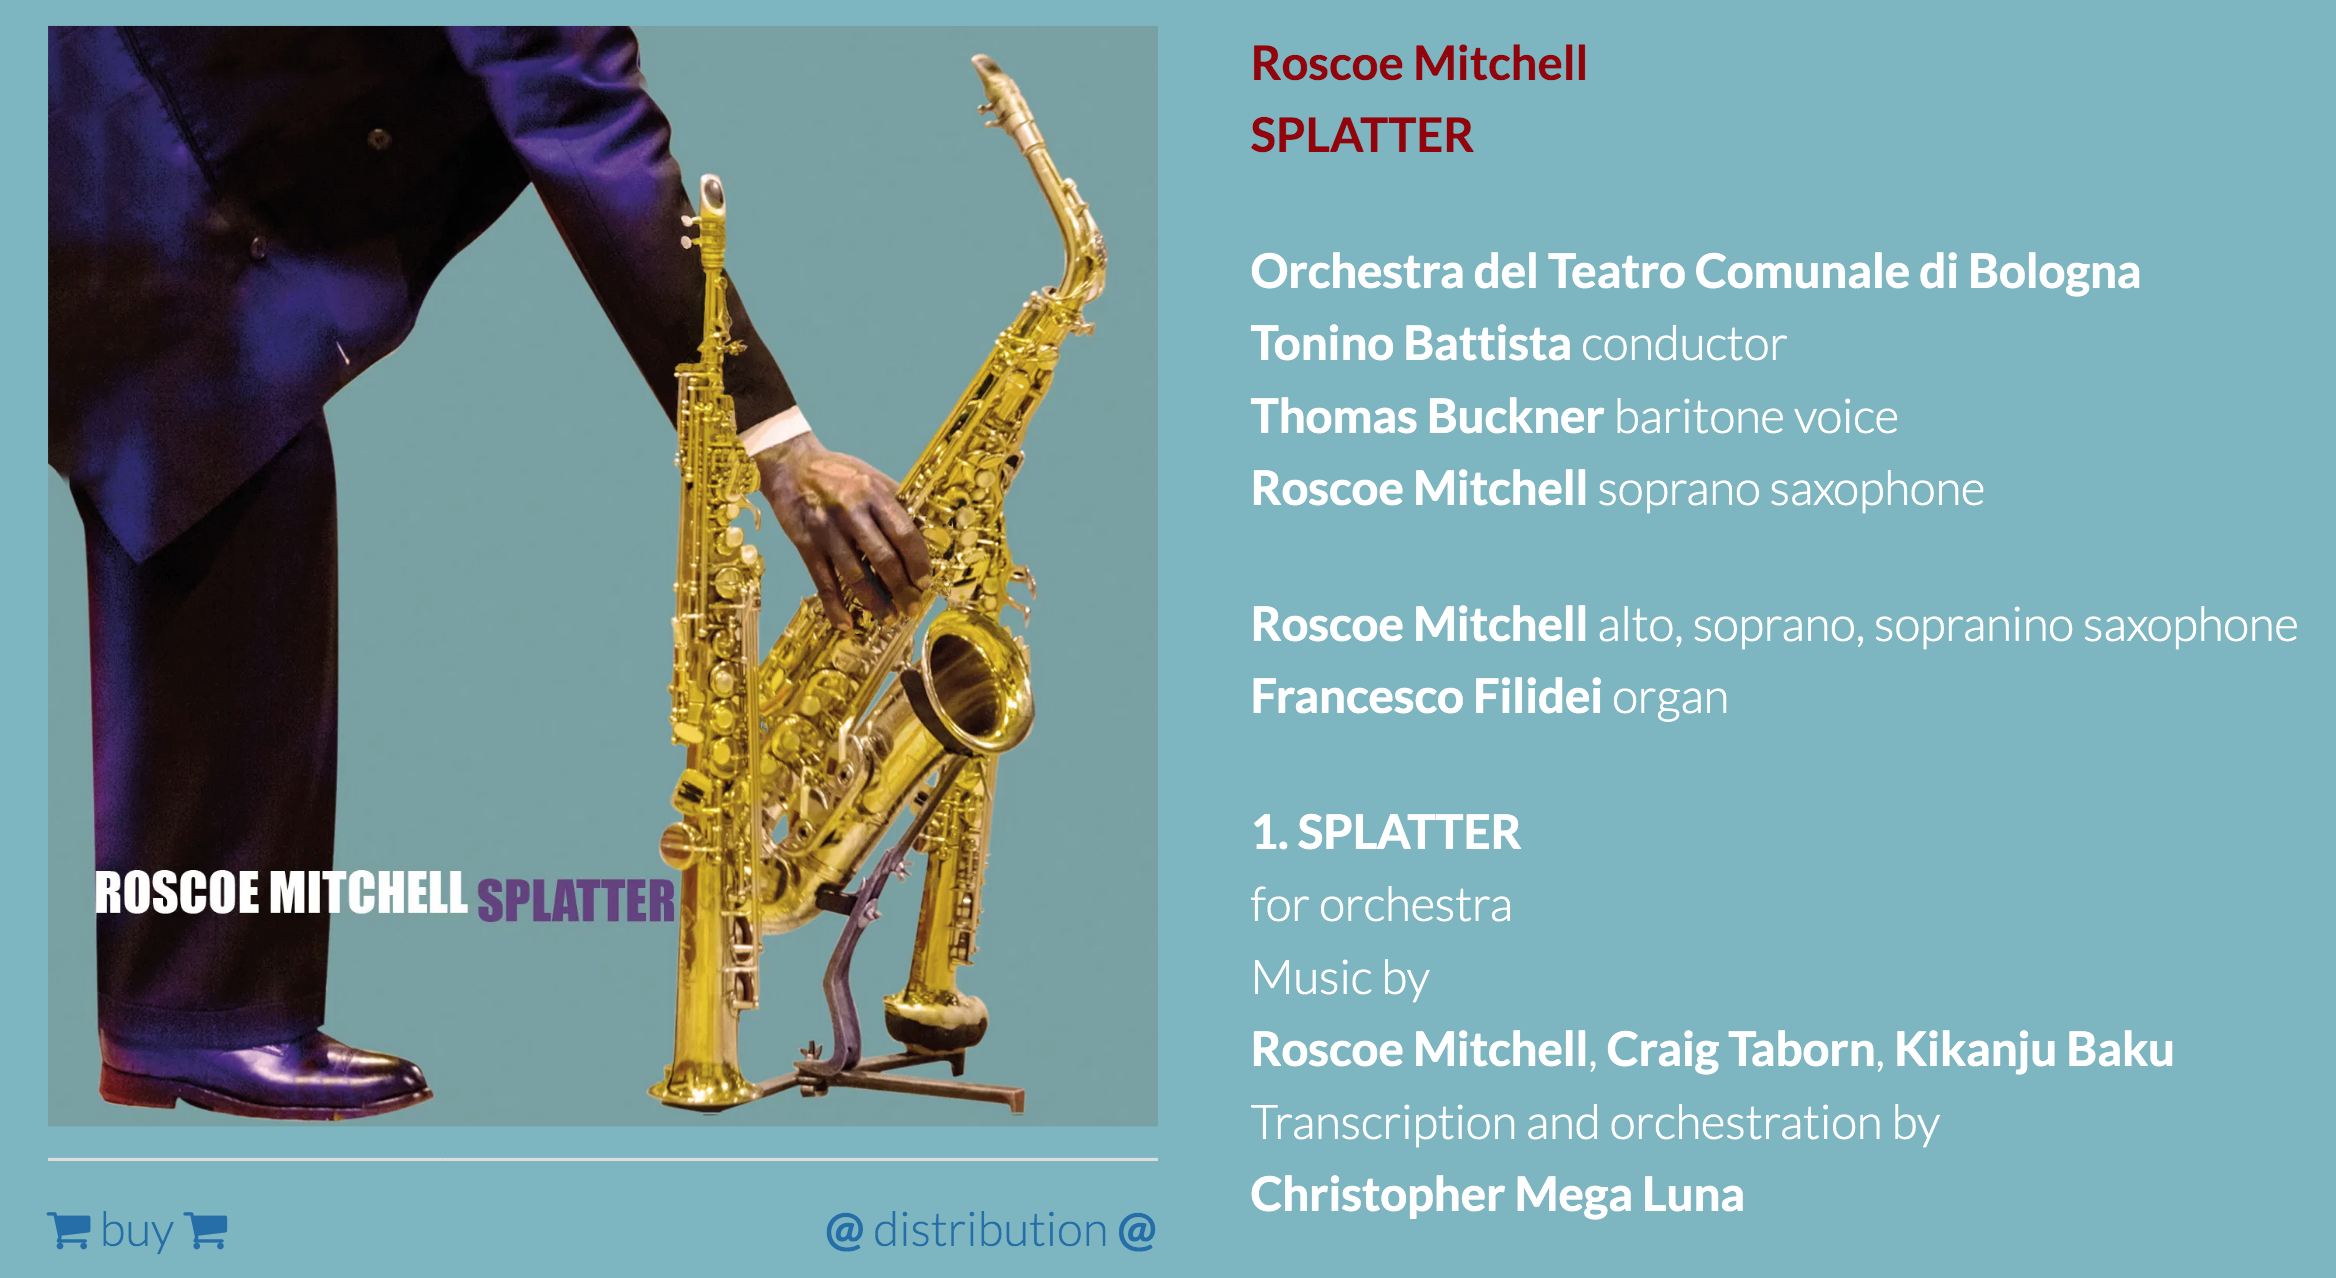 ROSCOE MITCHELL SPLATTER
buy
@ distribution @
Roscoe Mitchell
SPLATTER
Orchestra del Teatro Comunale di Bologna
Tonino Battista conductor
Thomas Buckner baritone voice
Roscoe Mitchell soprano saxophone
Roscoe Mitchell alto, soprano, sopranino saxophone
Francesco Filidei organ
1. SPLATTER
for orchestra
Music by
Roscoe Mitchell, Craig Taborn, Kikanju Baku
Transcription and orchestration by
Christopher Mega Luna